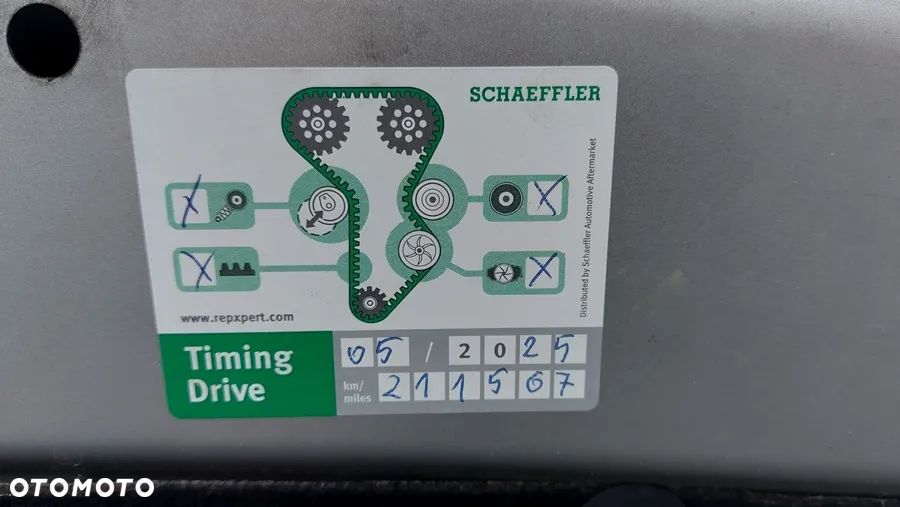 SCHAEFFLER
X
X
X
X
Distributed by Schaeffler Automotive Aftermarket
www.repxpert.com
Timing
Drive
05 / 2025
km/
miles
211567
OTOMOTO